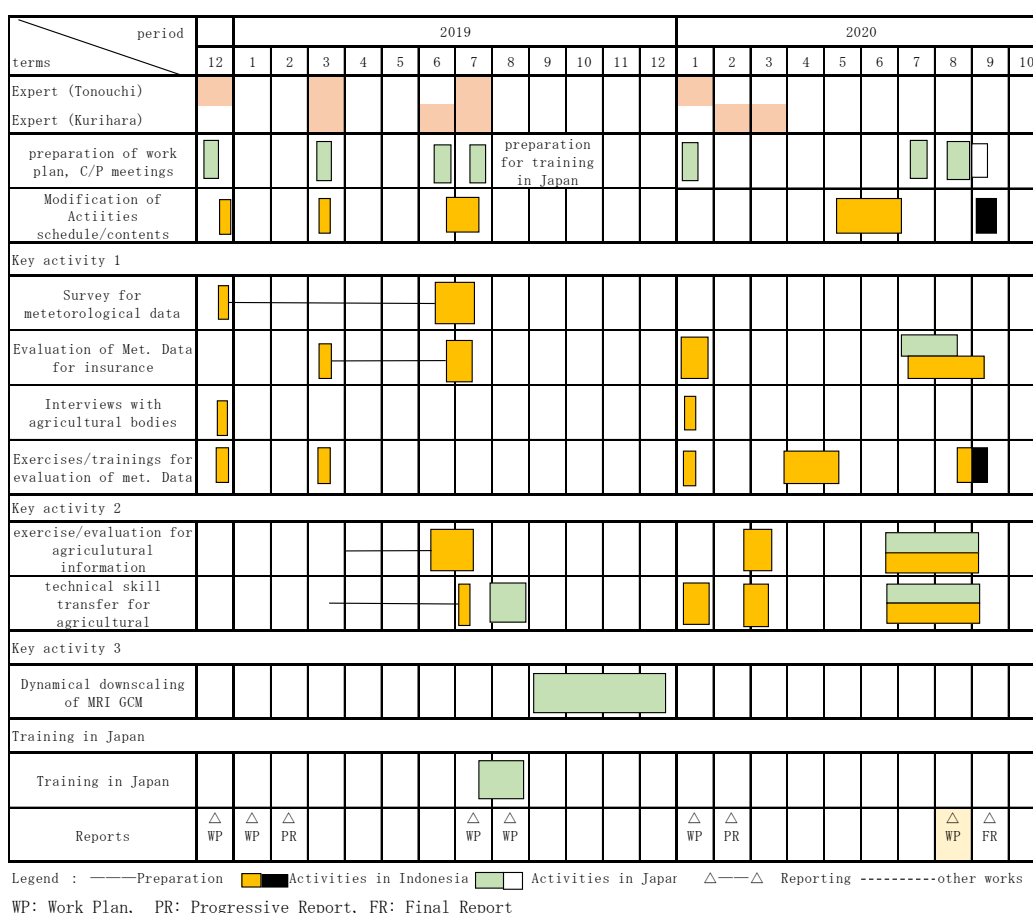 period
2019
2020
terms
12 1 2 3 4 5 6 7 8 9 10 11 12 1 2 3 4 5 6 7 8 9 10
Expert (Tonouchi)
Expert (Kurihara)
preparation of work
plan, C/P meetings
preparation
for training
in Japan
Modification of
Actiities
schedule/contents
Key activity 1
Survey for
metetorological data
Evaluation of Met. Data
for insurance
Interviews with
agricultural bodies
Exercises/trainings for
evaluation of met. Data
Key activity 2
exercise/evaluation for
agriculutural
information
technical skill
transfer for
agricultural
Key activity 3
Dynamical downscaling
of MRI GCM
Training in Japan
Training in Japan
Reports
△ △ △ △ △ △ △ △ △
WP WP PR WP WP WP PR WP FR
Legend : ———Preparation Activities in Indonesia Activities in Japan △——△ Reporting ---------other works
WP: Work Plan, PR: Progressive Report, FR: Final Report